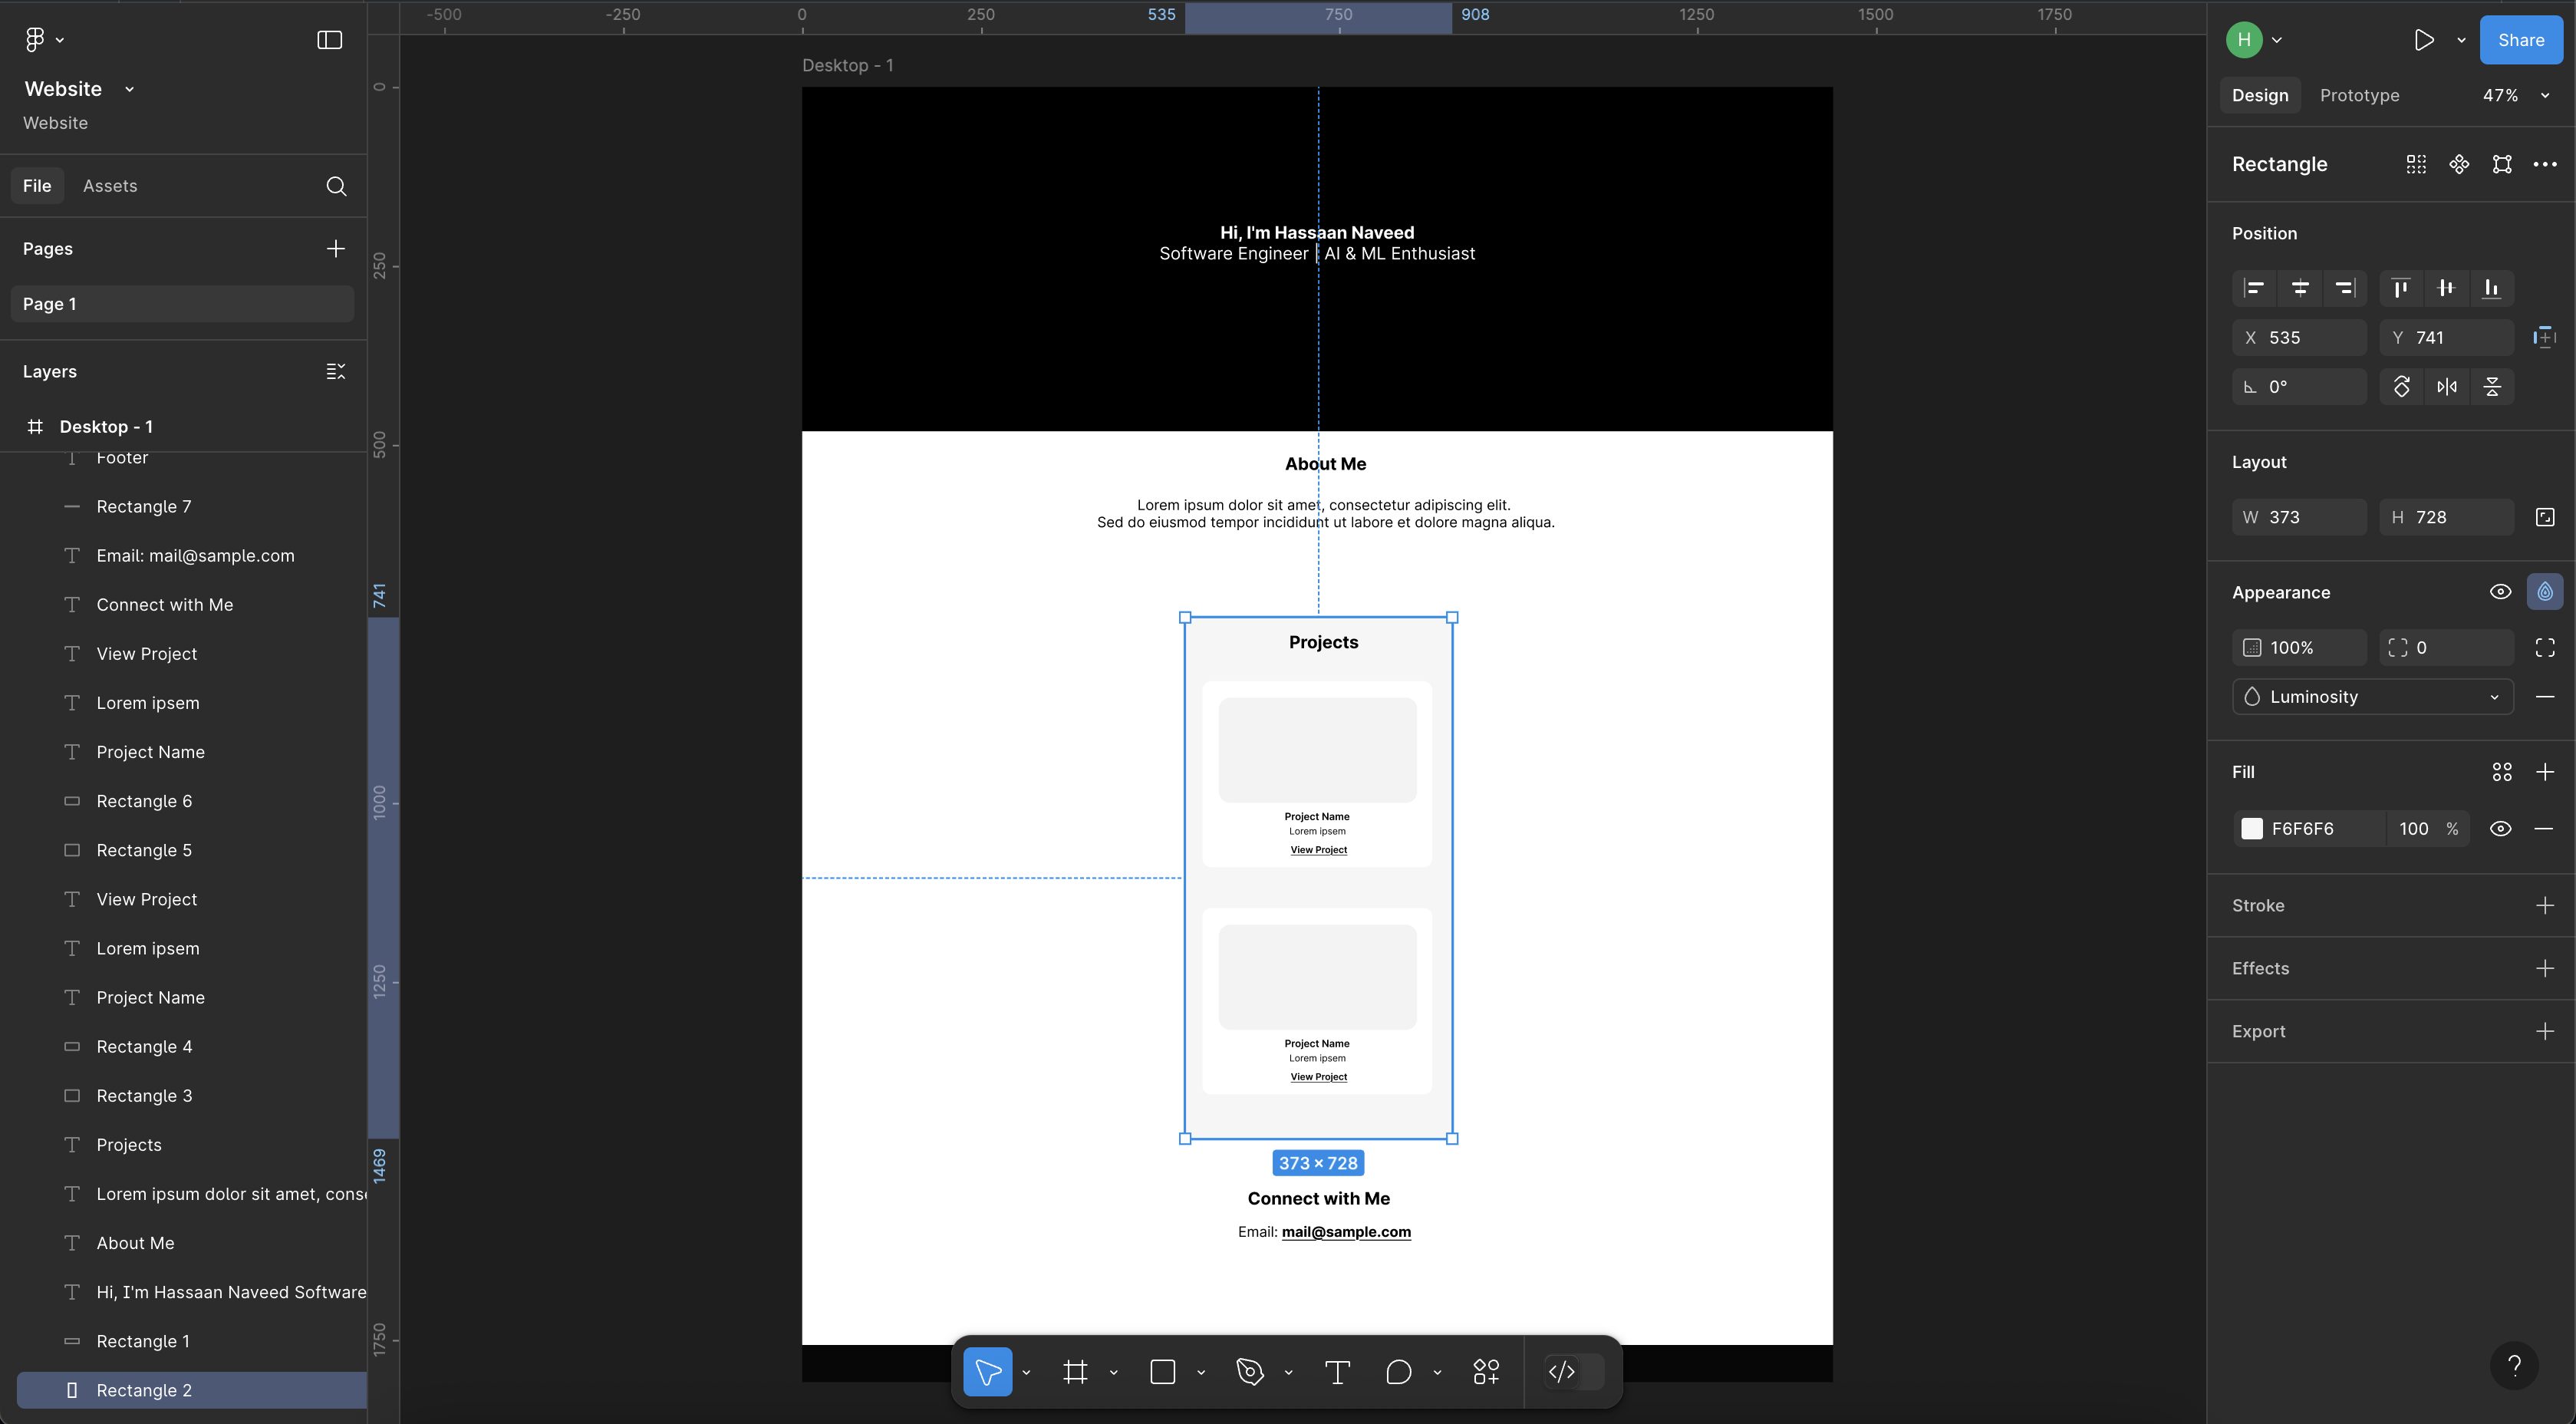 Website
Website
File Assets
Pages
Page 1
Layers
Desktop - 1
Footer
Rectangle 7
Email: mail@sample.com
Connect with Me
View Project
Lorem ipsem
Project Name
Rectangle 6
Rectangle 5
View Project
Lorem ipsem
Project Name
Rectangle 4
Rectangle 3
Projects
Lorem ipsum dolor sit amet, conse
About Me
Hi, I'm Hassaan Naveed Software
Rectangle 1
Rectangle 2
-500 -250 0 250 535 750 908 1250 1500 1750
0
250
500
741
1000
1250
1469
1750
Desktop - 1
Hi, I'm Hassaan Naveed
Software Engineer | AI & ML Enthusiast
About Me
Lorem ipsum dolor sit amet, consectetur adipiscing elit.
Sed do eiusmod tempor incididunt ut labore et dolore magna aliqua.
Projects
Project Name
Lorem ipsem
View Project
Project Name
Lorem ipsem
View Project
373 × 728
Connect with Me
Email: mail@sample.com
H Share
Design Prototype 47%
Rectangle
Position
X 535 Y 741
0°
Layout
W 373 H 728
Appearance
100% 0
Luminosity
Fill
F6F6F6 100 %
Stroke
Effects
Export
?